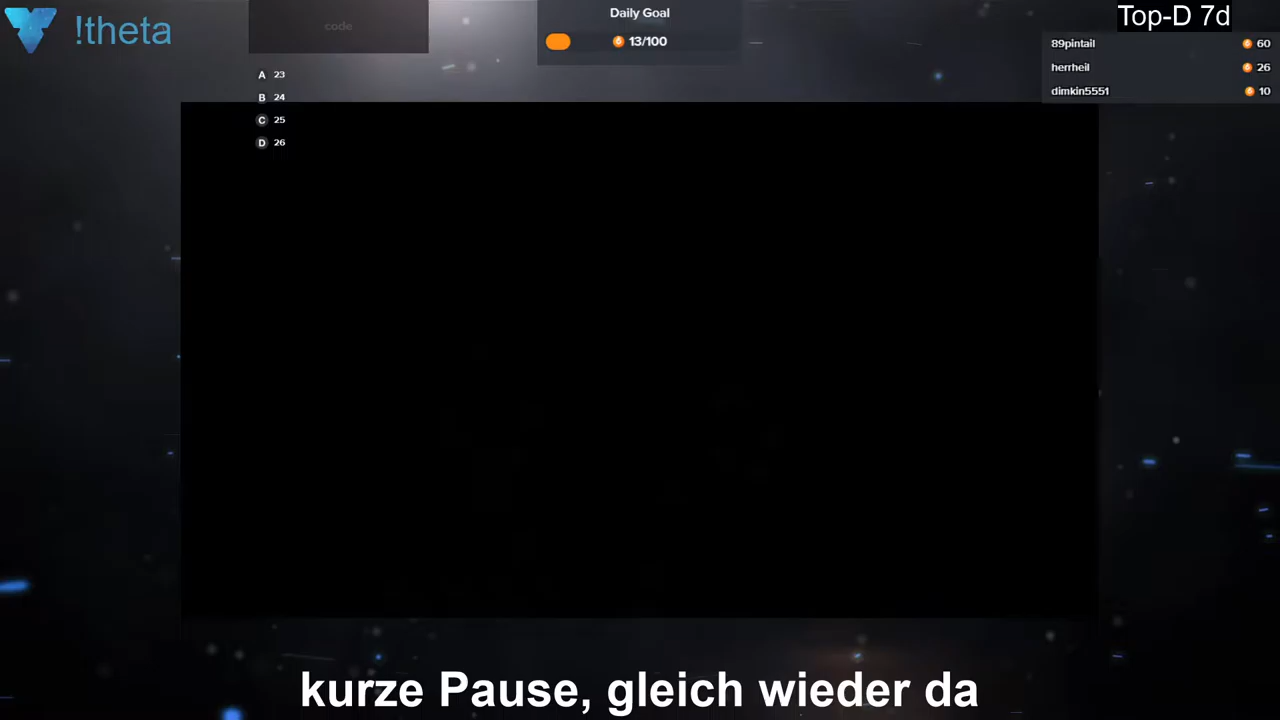 !theta
code
Daily Goal
13/100
Top-D 7d
89pintail 60
herrheil 26
dimkin5551 10
A 23
B 24
C 25
D 26
kurze Pause, gleich wieder da